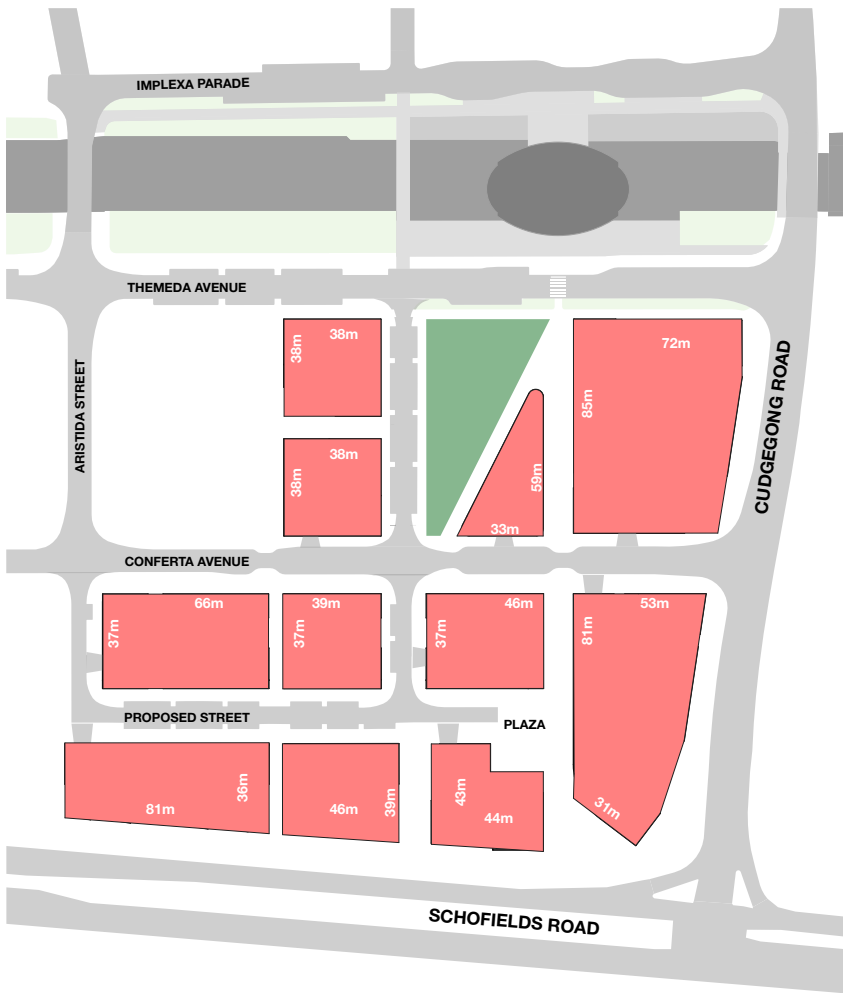 IMPLEXA PARADE
THEMEDA AVENUE
38m
38m
72m
85m
ARISTIDA STREET
CUDGEGONG ROAD
38m
38m
59m
33m
CONFERTA AVENUE
66m
37m
39m
37m
46m
37m
53m
81m
PROPOSED STREET
PLAZA
81m
36m
46m
39m
43m
44m
31m
SCHOFIELDS ROAD